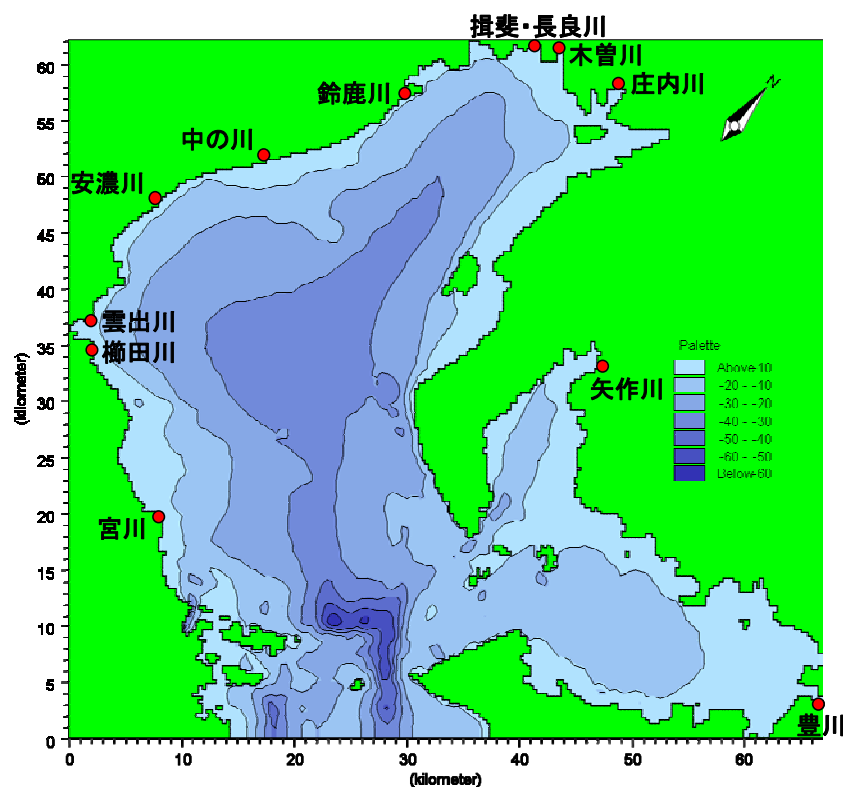 揖斐・長良川
木曽川
庄内川
鈴鹿川
中の川
安濃川
雲出川
櫛田川
宮川
矢作川
豊川
N
Palette
Above -10
-20 - -10
-30 - -20
-40 - -30
-50 - -40
-60 - -50
Below -60
60
55
50
45
40
35
30
25
20
15
10
5
0
(kilometer)
0
10
20
30
40
50
60
(kilometer)